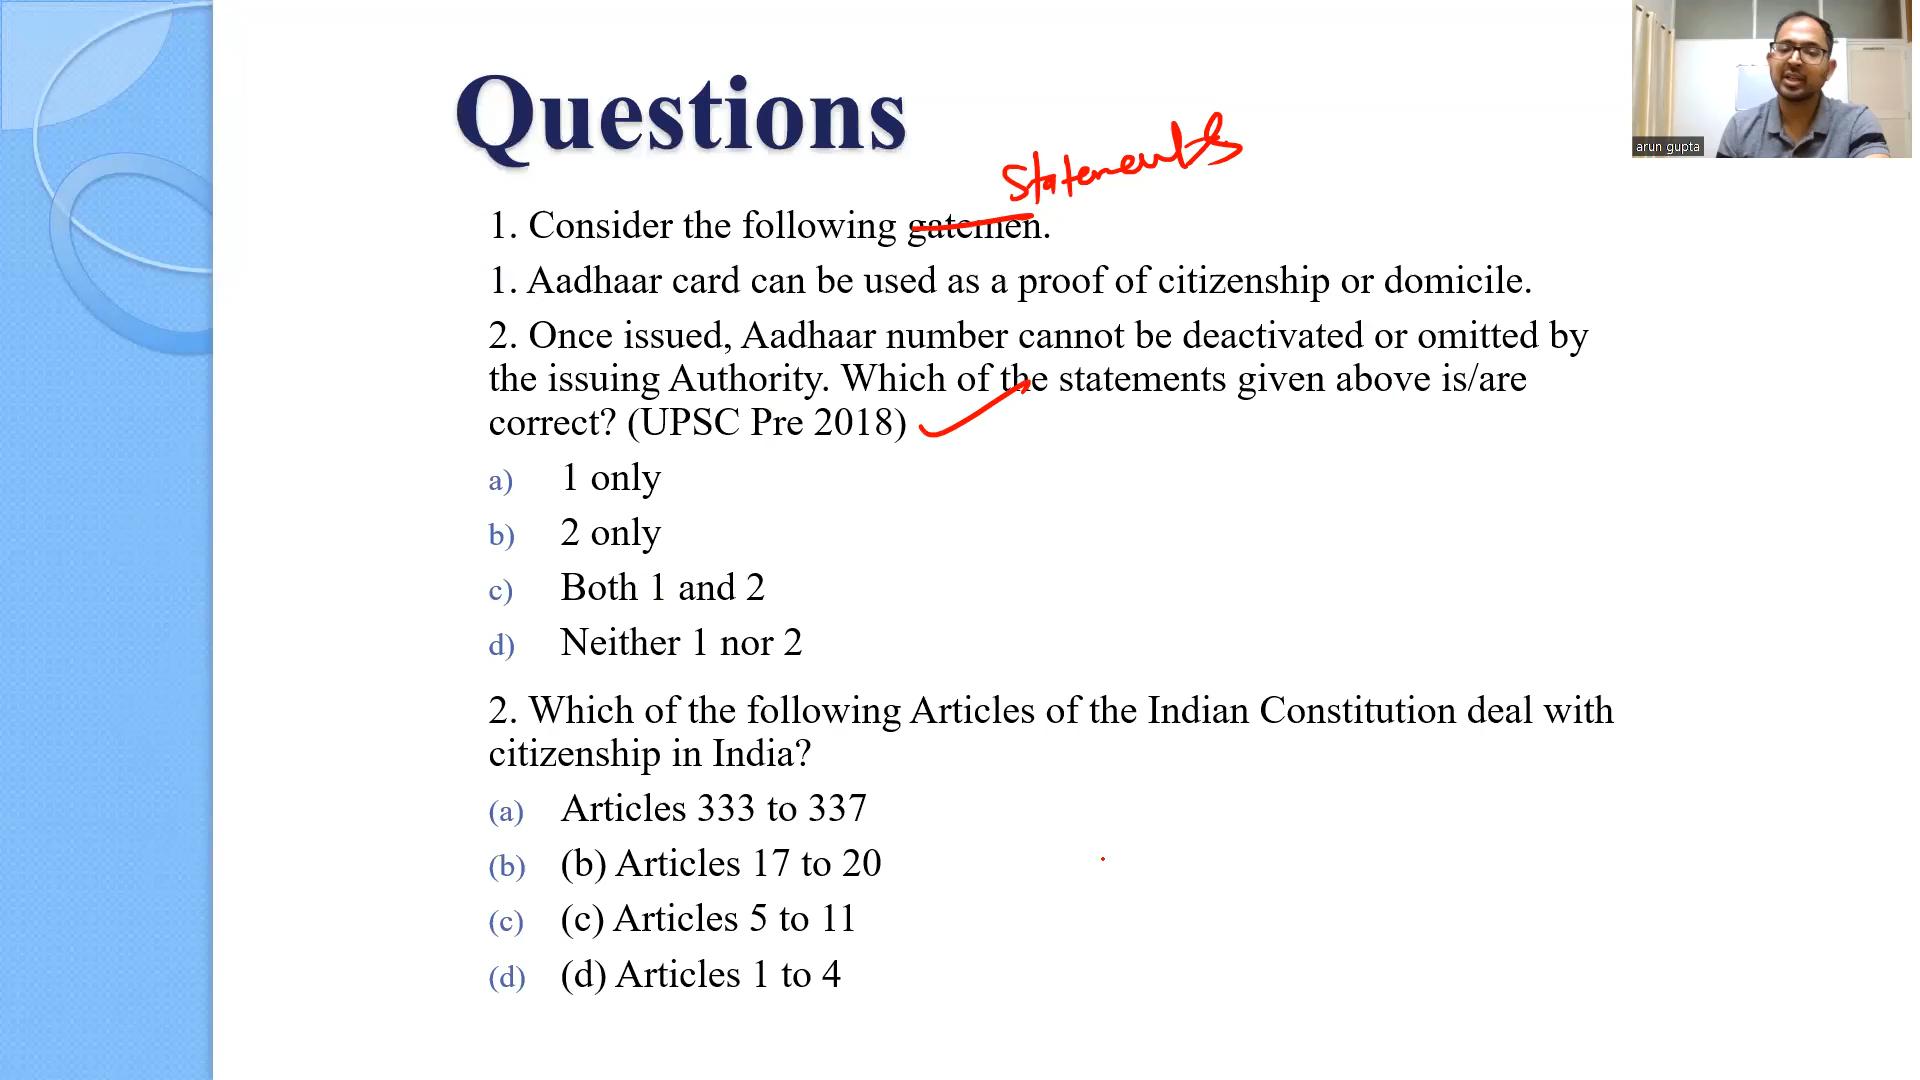 Questions
statements
1. Consider the following gatemen.
1. Aadhaar card can be used as a proof of citizenship or domicile.
2. Once issued, Aadhaar number cannot be deactivated or omitted by
the issuing Authority. Which of the statements given above is/are
correct? (UPSC Pre 2018)
a) 1 only
b) 2 only
c) Both 1 and 2
d) Neither 1 nor 2
2. Which of the following Articles of the Indian Constitution deal with
citizenship in India?
(a) Articles 333 to 337
(b) (b) Articles 17 to 20
(c) (c) Articles 5 to 11
(d) (d) Articles 1 to 4
arun gupta